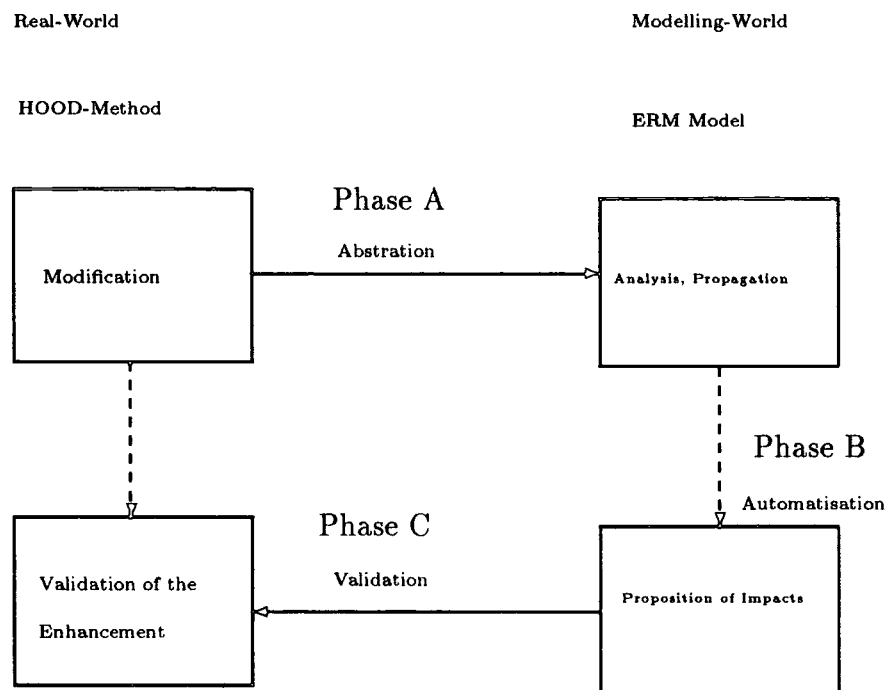 Real-World
Modelling-World
HOOD-Method
ERM Model
Phase A
Abstration
Modification
Analysis, Propagation
Phase B
Automatisation
Phase C
Validation
Validation of the
Enhancement
Proposition of Impacts